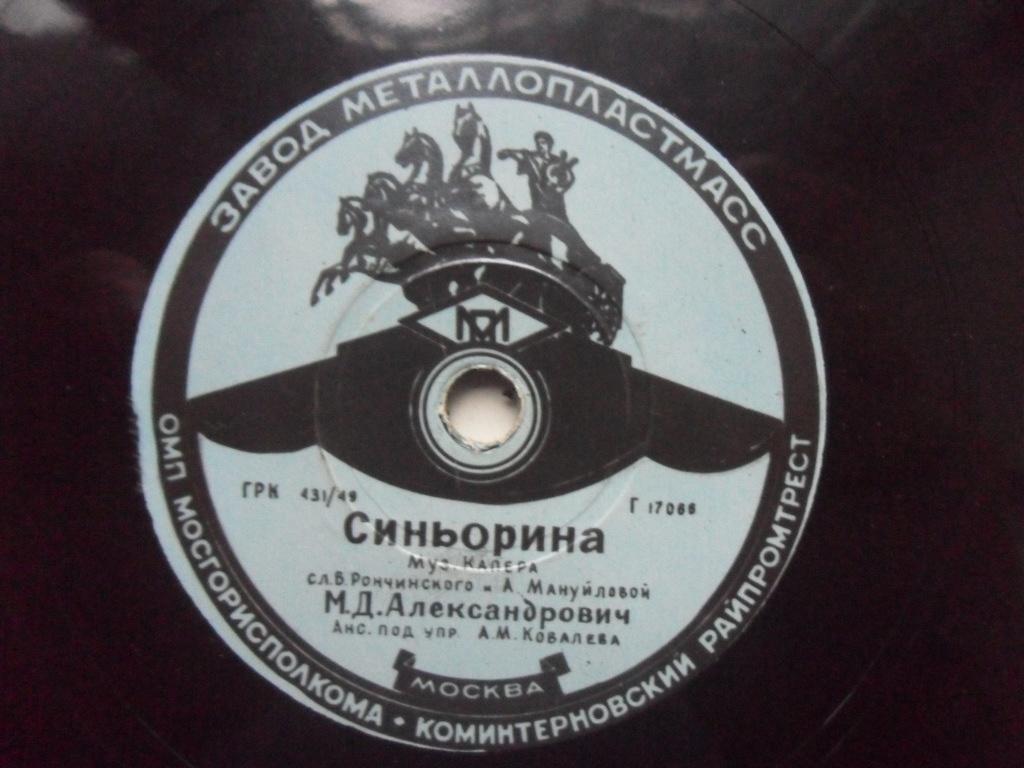 ЗАВОД МЕТАЛЛОПЛАСТМАСС
МП
ГРК 431/49
Г 17066
Синьорина
Муз. КАПЕРА
сл. В. Рончинского и А. Мануйловой
М.Д. Александрович
Анс. под упр. А.М. КОВАЛЕВА
МОСКВА
ОМП МОСГОРИСПОЛКОМА • КОМИНТЕРНОВСКИЙ РАЙПРОМТРЕСТ